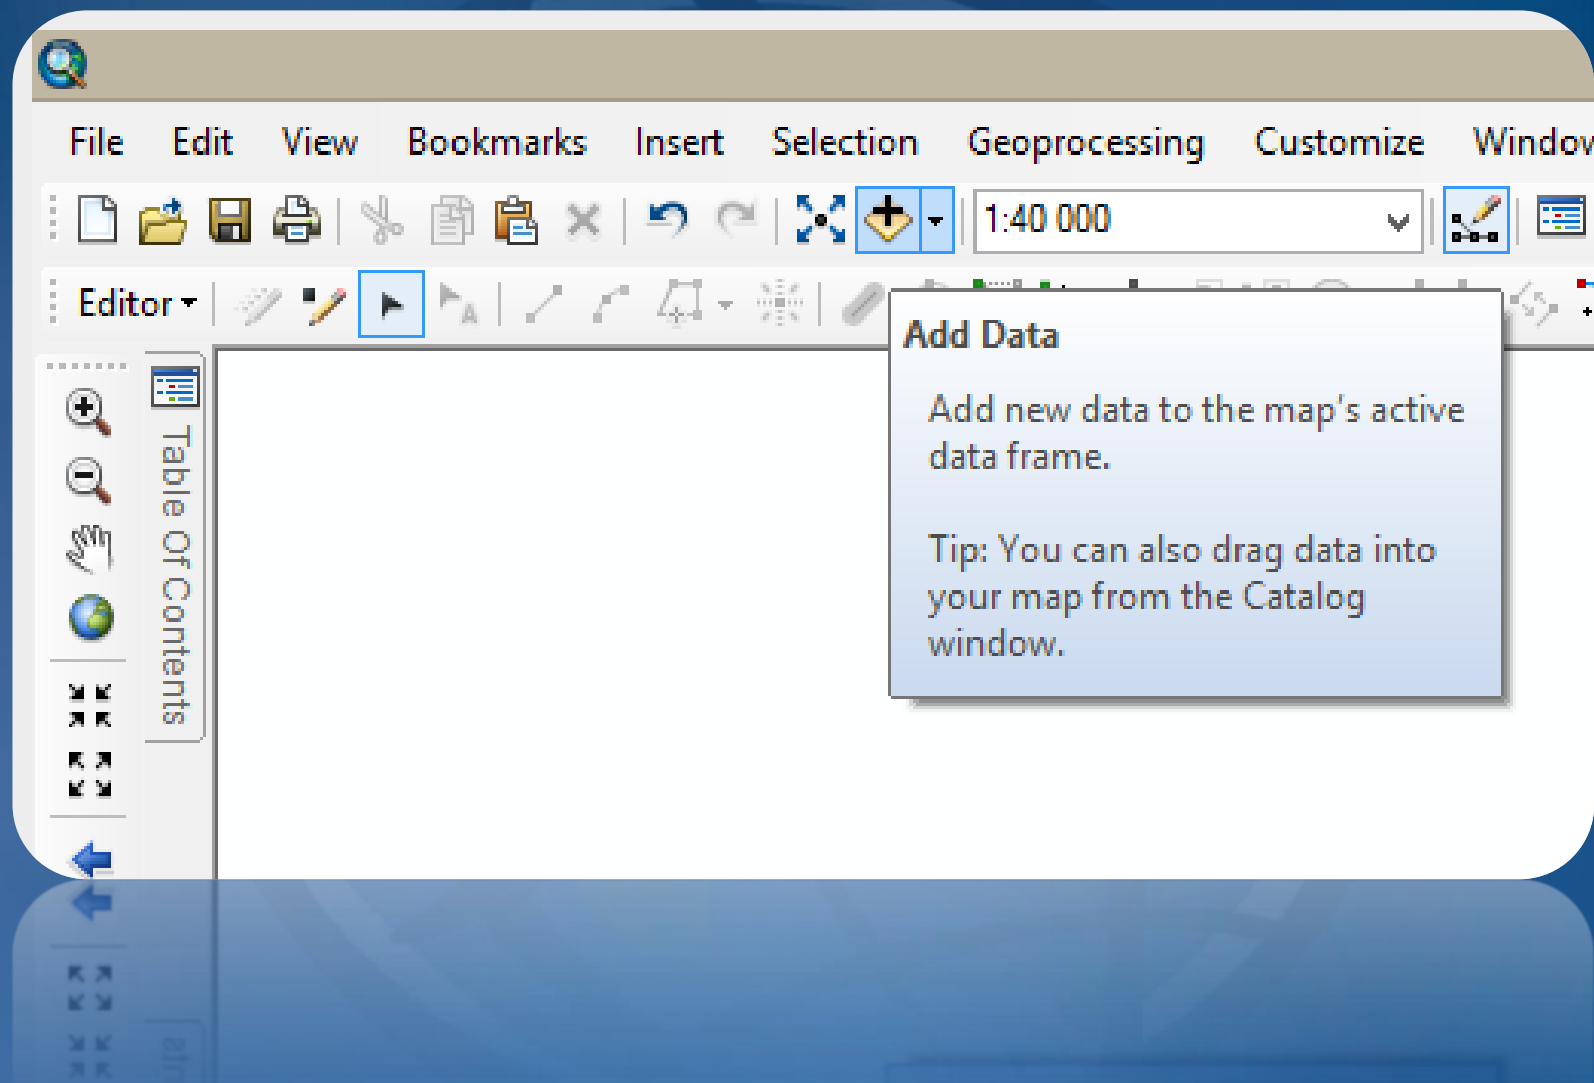 File Edit View Bookmarks Insert Selection Geoprocessing Customize Window
1:40 000
Editor
Add Data
Add new data to the map's active
data frame.
Tip: You can also drag data into
your map from the Catalog
window.
Table Of Contents